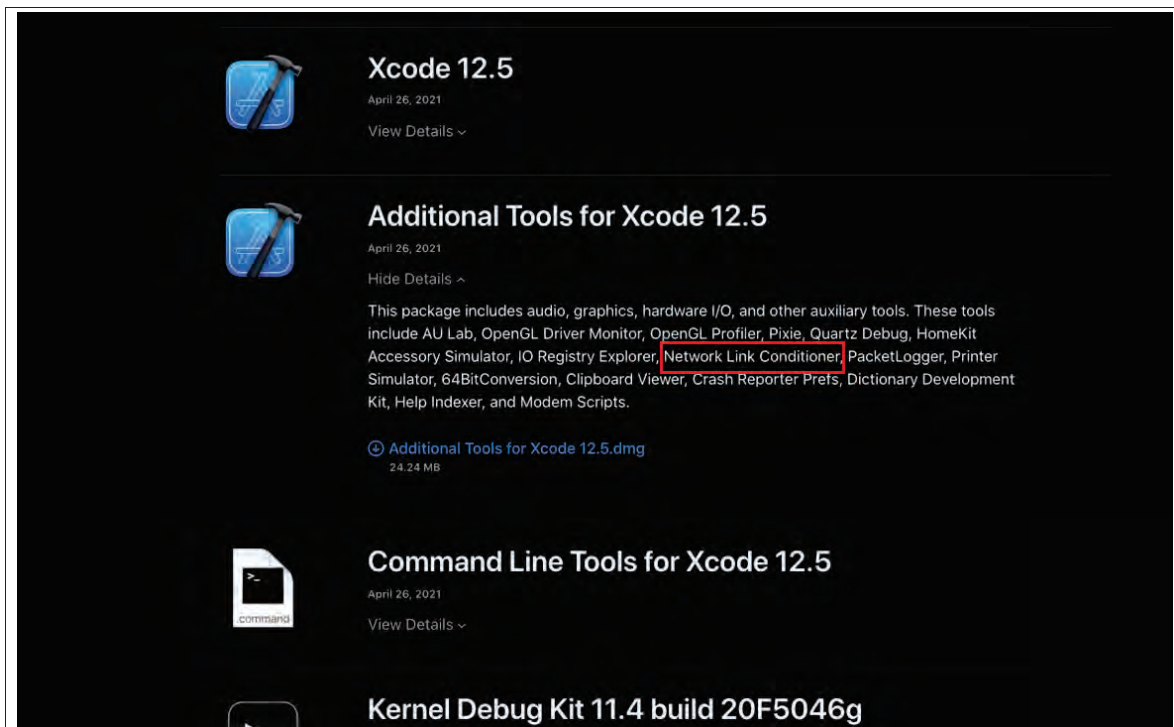 Xcode 12.5
April 26, 2021
View Details
Additional Tools for Xcode 12.5
April 26, 2021
Hide Details
This package includes audio, graphics, hardware I/O, and other auxiliary tools. These tools
include AU Lab, OpenGL Driver Monitor, OpenGL Profiler, Pixie, Quartz Debug, HomeKit
Accessory Simulator, IO Registry Explorer, Network Link Conditioner, PacketLogger, Printer
Simulator, 64BitConversion, Clipboard Viewer, Crash Reporter Prefs, Dictionary Development
Kit, Help Indexer, and Modem Scripts.
Additional Tools for Xcode 12.5.dmg
24.24 MB
>_
.command
Command Line Tools for Xcode 12.5
April 26, 2021
View Details
Kernel Debug Kit 11.4 build 20F5046g